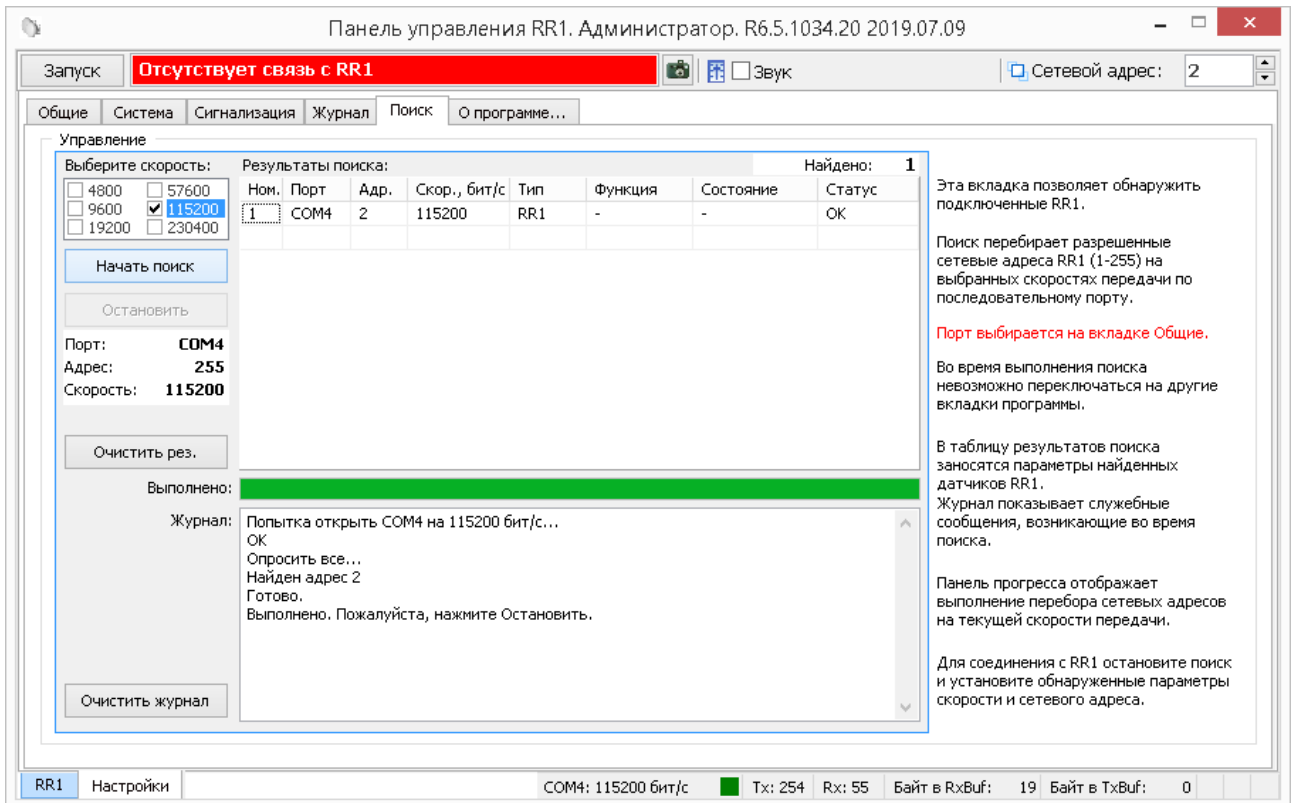 Панель управления RR1. Администратор. R6.5.1034.20 2019.07.09
Запуск
Отсутствует связь с RR1
Звук
Сетевой адрес: 2
Общие Система Сигнализация Журнал Поиск О программе...
Управление
Выберите скорость:
4800 57600
9600 115200
19200 230400
Начать поиск
Остановить
Порт: COM4
Адрес: 255
Скорость: 115200
Очистить рез.
Результаты поиска: Найдено: 1
Ном. Порт Адр. Скор., бит/с Тип Функция Состояние Статус
1 COM4 2 115200 RR1 - - OK
Выполнено:
Журнал:
Попытка открыть COM4 на 115200 бит/с...
OK
Опросить все...
Найден адрес 2
Готово.
Выполнено. Пожалуйста, нажмите Остановить.
Очистить журнал
Эта вкладка позволяет обнаружить
подключенные RR1.
Поиск перебирает разрешенные
сетевые адреса RR1 (1-255) на
выбранных скоростях передачи по
последовательному порту.
Порт выбирается на вкладке Общие.
Во время выполнения поиска
невозможно переключаться на другие
вкладки программы.
В таблицу результатов поиска
заносятся параметры найденных
датчиков RR1.
Журнал показывает служебные
сообщения, возникающие во время
поиска.
Панель прогресса отображает
выполнение перебора сетевых адресов
на текущей скорости передачи.
Для соединения с RR1 остановите поиск
и установите обнаруженные параметры
скорости и сетевого адреса.
RR1 Настройки COM4: 115200 бит/с Tx: 254 Rx: 55 Байт в RxBuf: 19 Байт в TxBuf: 0